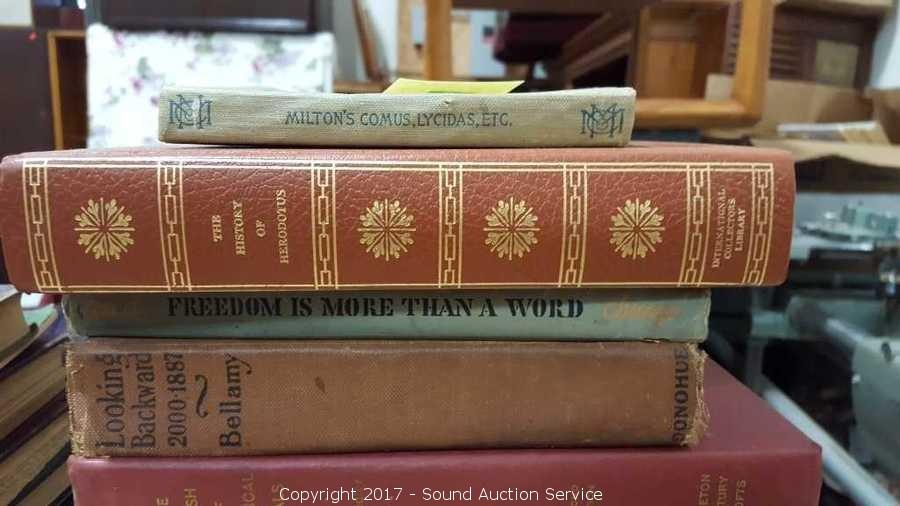 MILTON'S COMUS, LYCIDAS, ETC.
THE
HISTORY
OF
HERODOTUS
INTERNATIONAL
COLLECTORS
LIBRARY
FREEDOM IS MORE THAN A WORD
Looking
Backward
2000-1887
Bellamy
DONOHUE
Copyright 2017 - Sound Auction Service